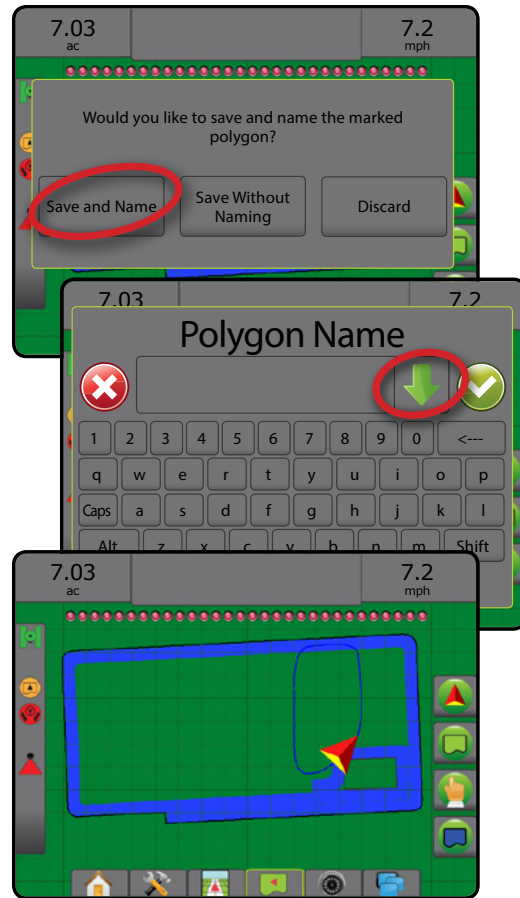 7.03 7.2
ac mph
Would you like to save and name the marked
polygon?
Save and Name
Save Without
Naming
Discard
7.03 7.2
Polygon Name
1 2 3 4 5 6 7 8 9 0 <---
q w e r t y u i o p
Caps a s d f g h j k l
Alt z x c v b n m Shift
7.03 7.2
ac mph